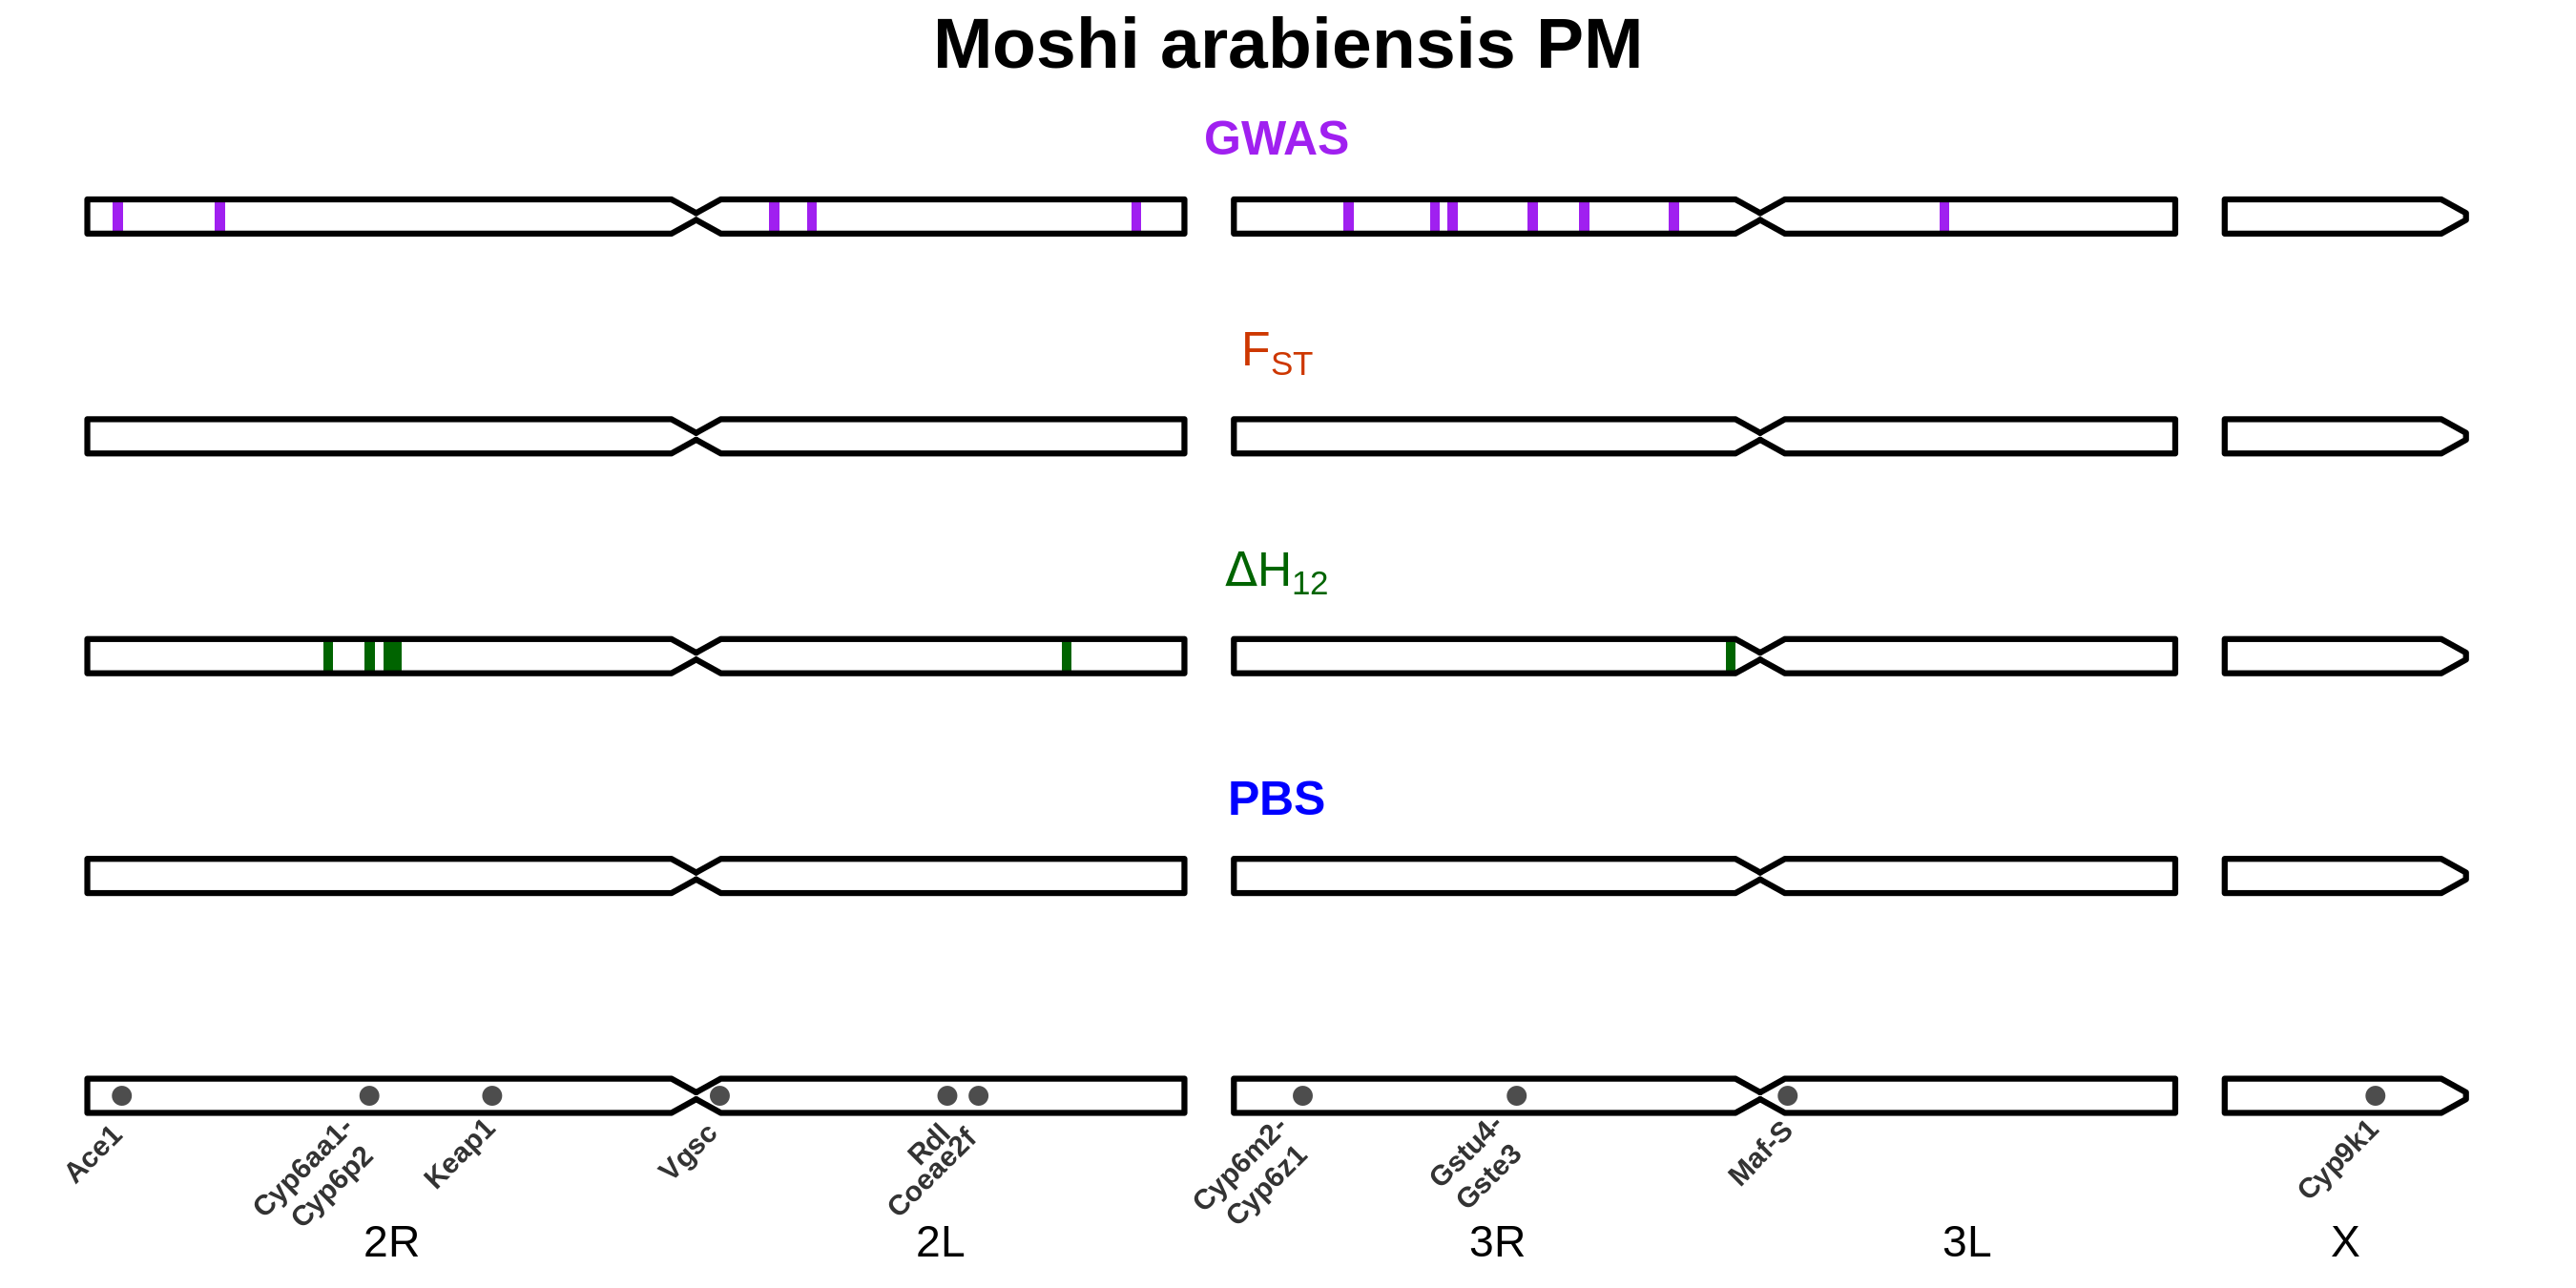 Moshi arabiensis PM
GWAS
FST
ΔH12
PBS
Ace1
Cyp6aa1-
Cyp6p2
Keap1
Vgsc
Rdl
Coeae2f
Cyp6m2-
Cyp6z1
Gstu4-
Gste3
Maf-S
Cyp9k1
2R
2L
3R
3L
X